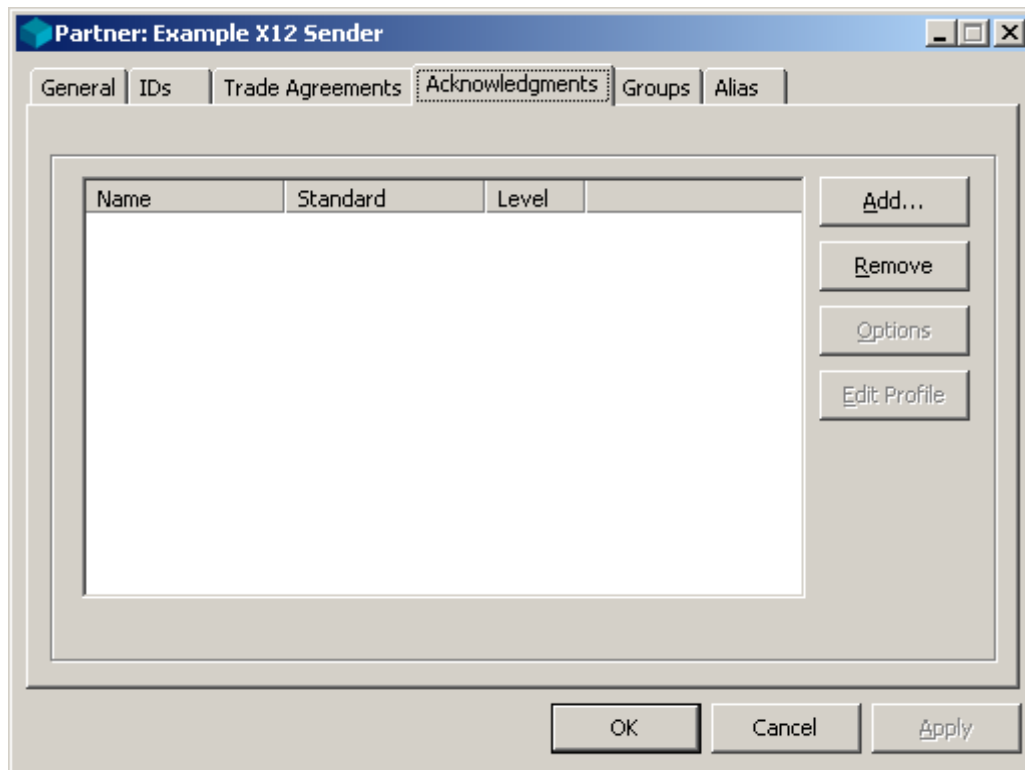 Partner: Example X12 Sender
General IDs Trade Agreements Acknowledgments Groups Alias
Name Standard Level
Add...
Remove
Options
Edit Profile
OK Cancel Apply